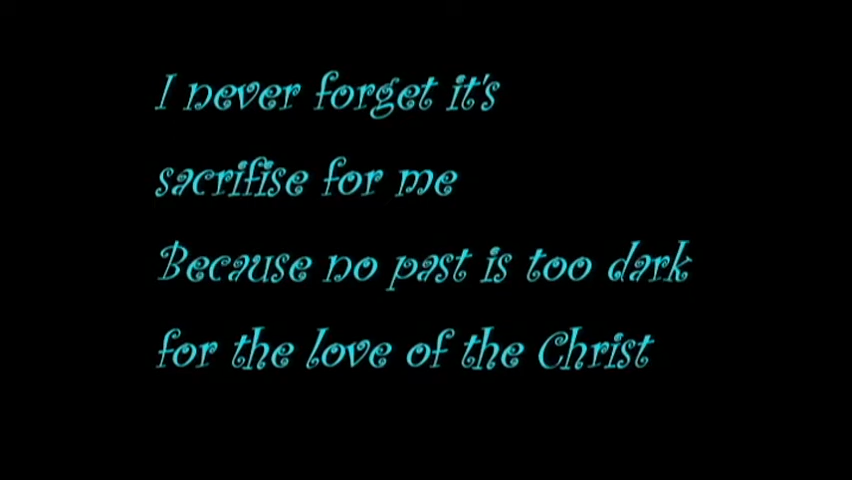 I never forget it's
sacrifise for me
Because no past is too dark
for the love of the Christ